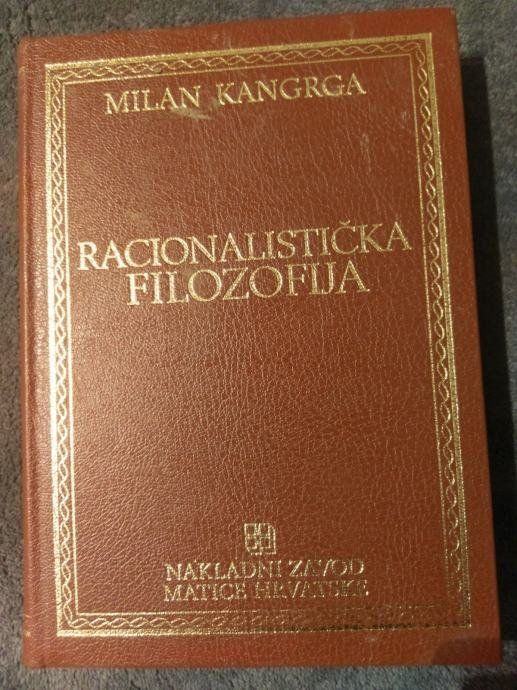 MILAN KANGRGA
RACIONALISTIČKA
FILOZOFIJA
NAKLADNI ZAVOD
MATICE HRVATSKE